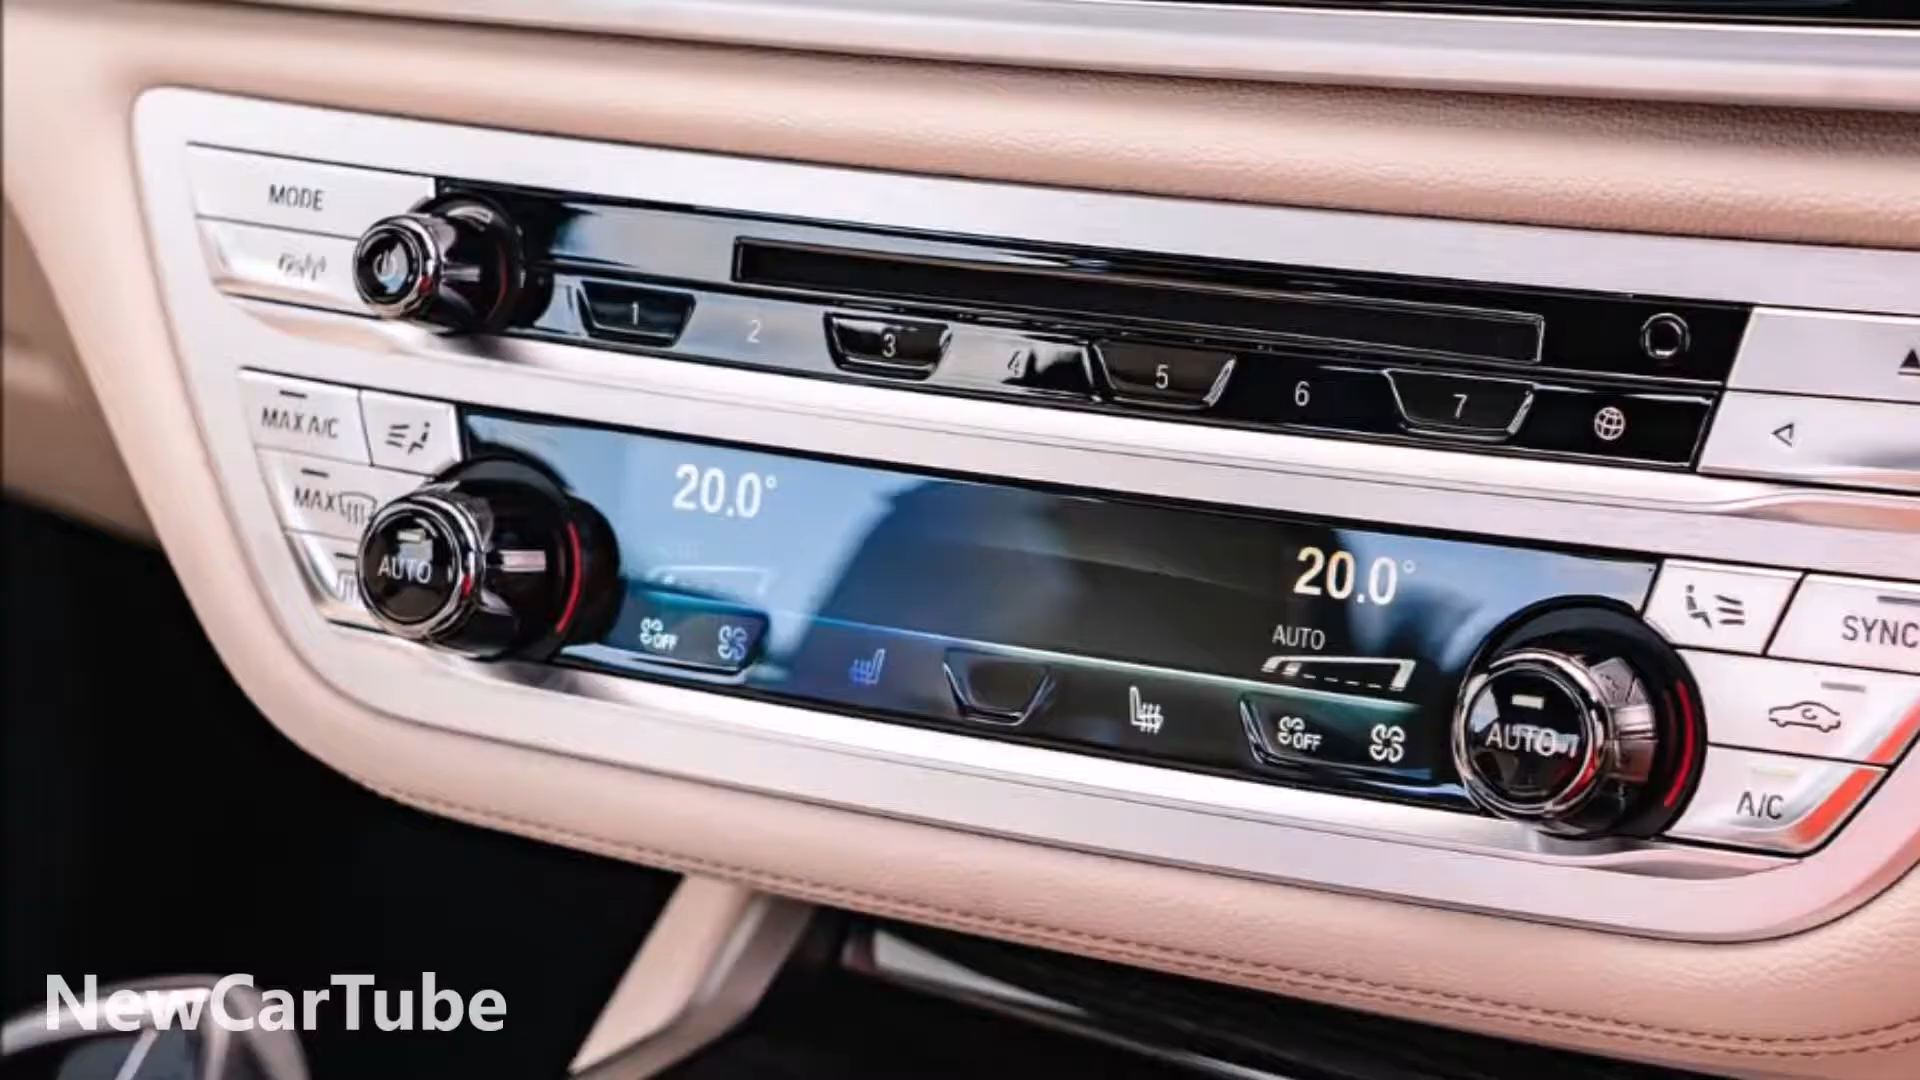 MODE
1 2 3 4 5 6 7
MAX A/C
MAX
AUTO
20.0°
20.0°
AUTO
OFF
OFF
AUTO
SYNC
A/C
NewCarTube